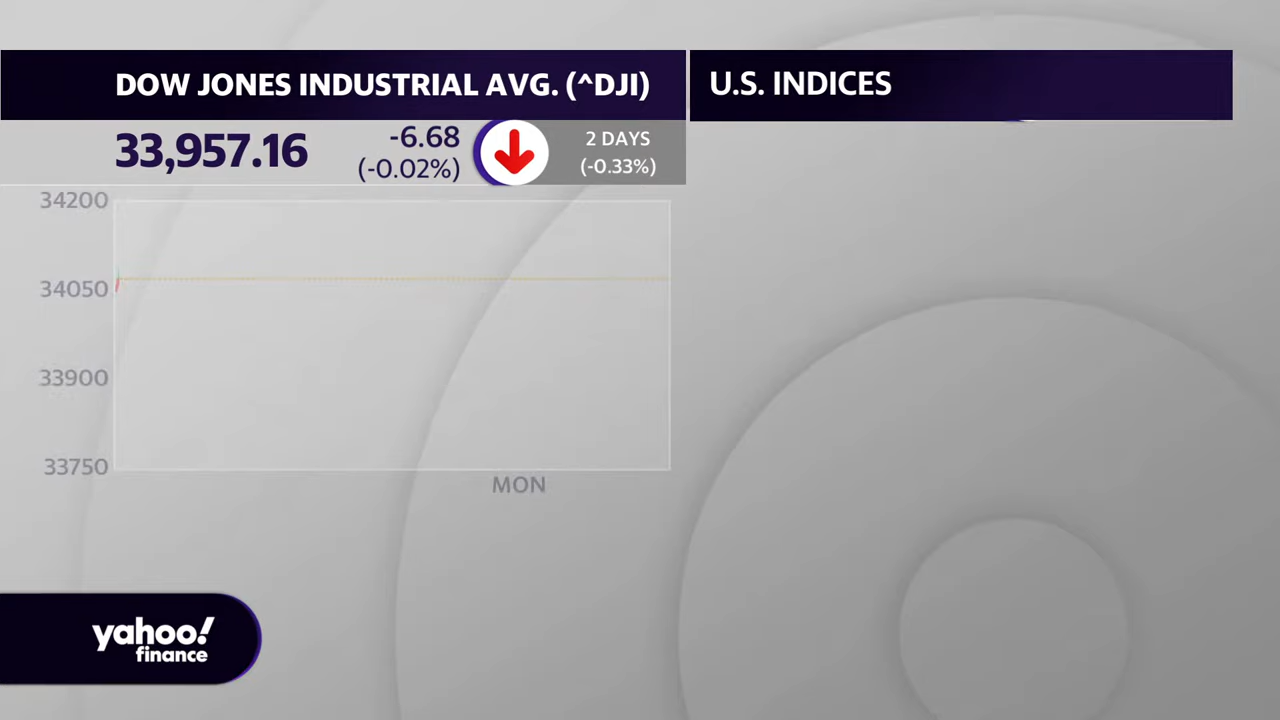 DOW JONES INDUSTRIAL AVG. (^DJI)
33,957.16
-6.68
(-0.02%)
2 DAYS
(-0.33%)
34200
34050
33900
33750
MON
U.S. INDICES
yahoo!
finance